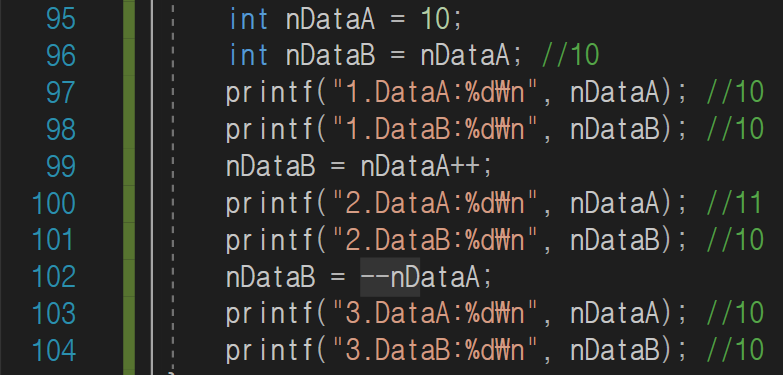 95 int nDataA = 10;
96 int nDataB = nDataA; //10
97 printf("1.DataA:%d₩n", nDataA); //10
98 printf("1.DataB:%d₩n", nDataB); //10
99 nDataB = nDataA++;
100 printf("2.DataA:%d₩n", nDataA); //11
101 printf("2.DataB:%d₩n", nDataB); //10
102 nDataB = --nDataA;
103 printf("3.DataA:%d₩n", nDataA); //10
104 printf("3.DataB:%d₩n", nDataB); //10